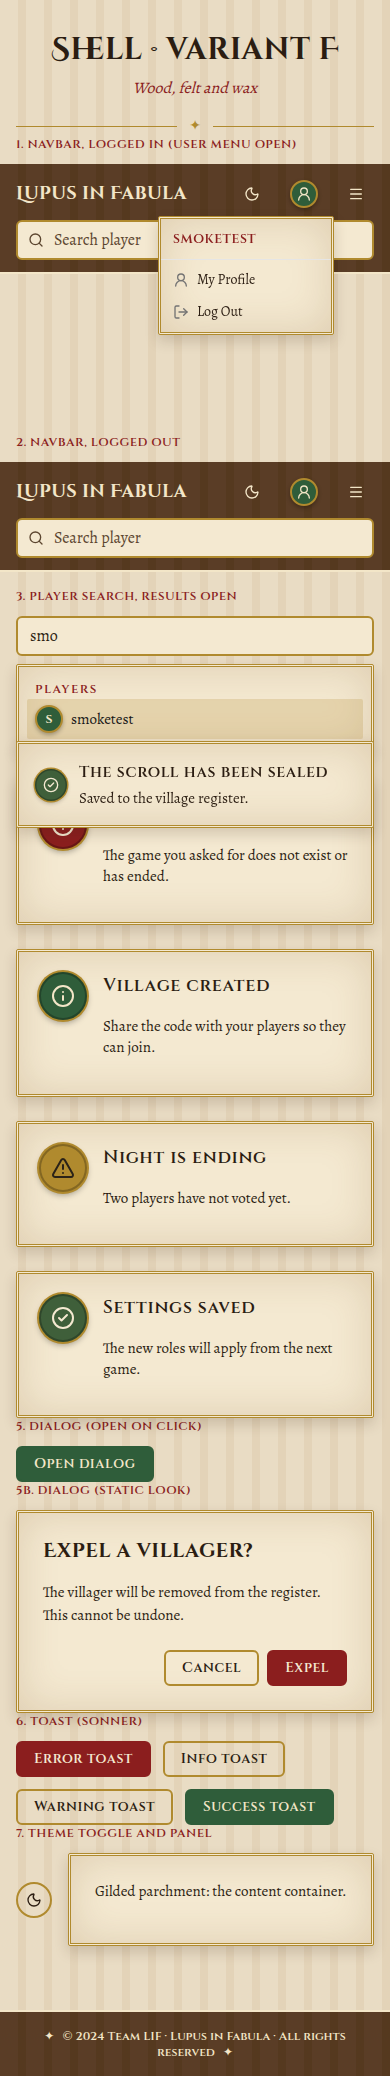 Shell · variant F
Wood, felt and wax
1. Navbar, logged in (user menu open)
Lupus in Fabula
Search player
smoketest
My Profile
Log Out
2. Navbar, logged out
Lupus in Fabula
Search player
3. Player search, results open
smo
Players
S smoketest
The scroll has been sealed
Saved to the village register.
The game you asked for does not exist or
has ended.
Village created
Share the code with your players so they
can join.
Night is ending
Two players have not voted yet.
Settings saved
The new roles will apply from the next
game.
5. Dialog (open on click)
Open dialog
5b. Dialog (static look)
Expel a villager?
The villager will be removed from the register.
This cannot be undone.
Cancel Expel
6. Toast (Sonner)
Error toast Info toast
Warning toast Success toast
7. Theme toggle and panel
Gilded parchment: the content container.
✦ © 2024 Team LIF · Lupus in Fabula · All rights
reserved ✦